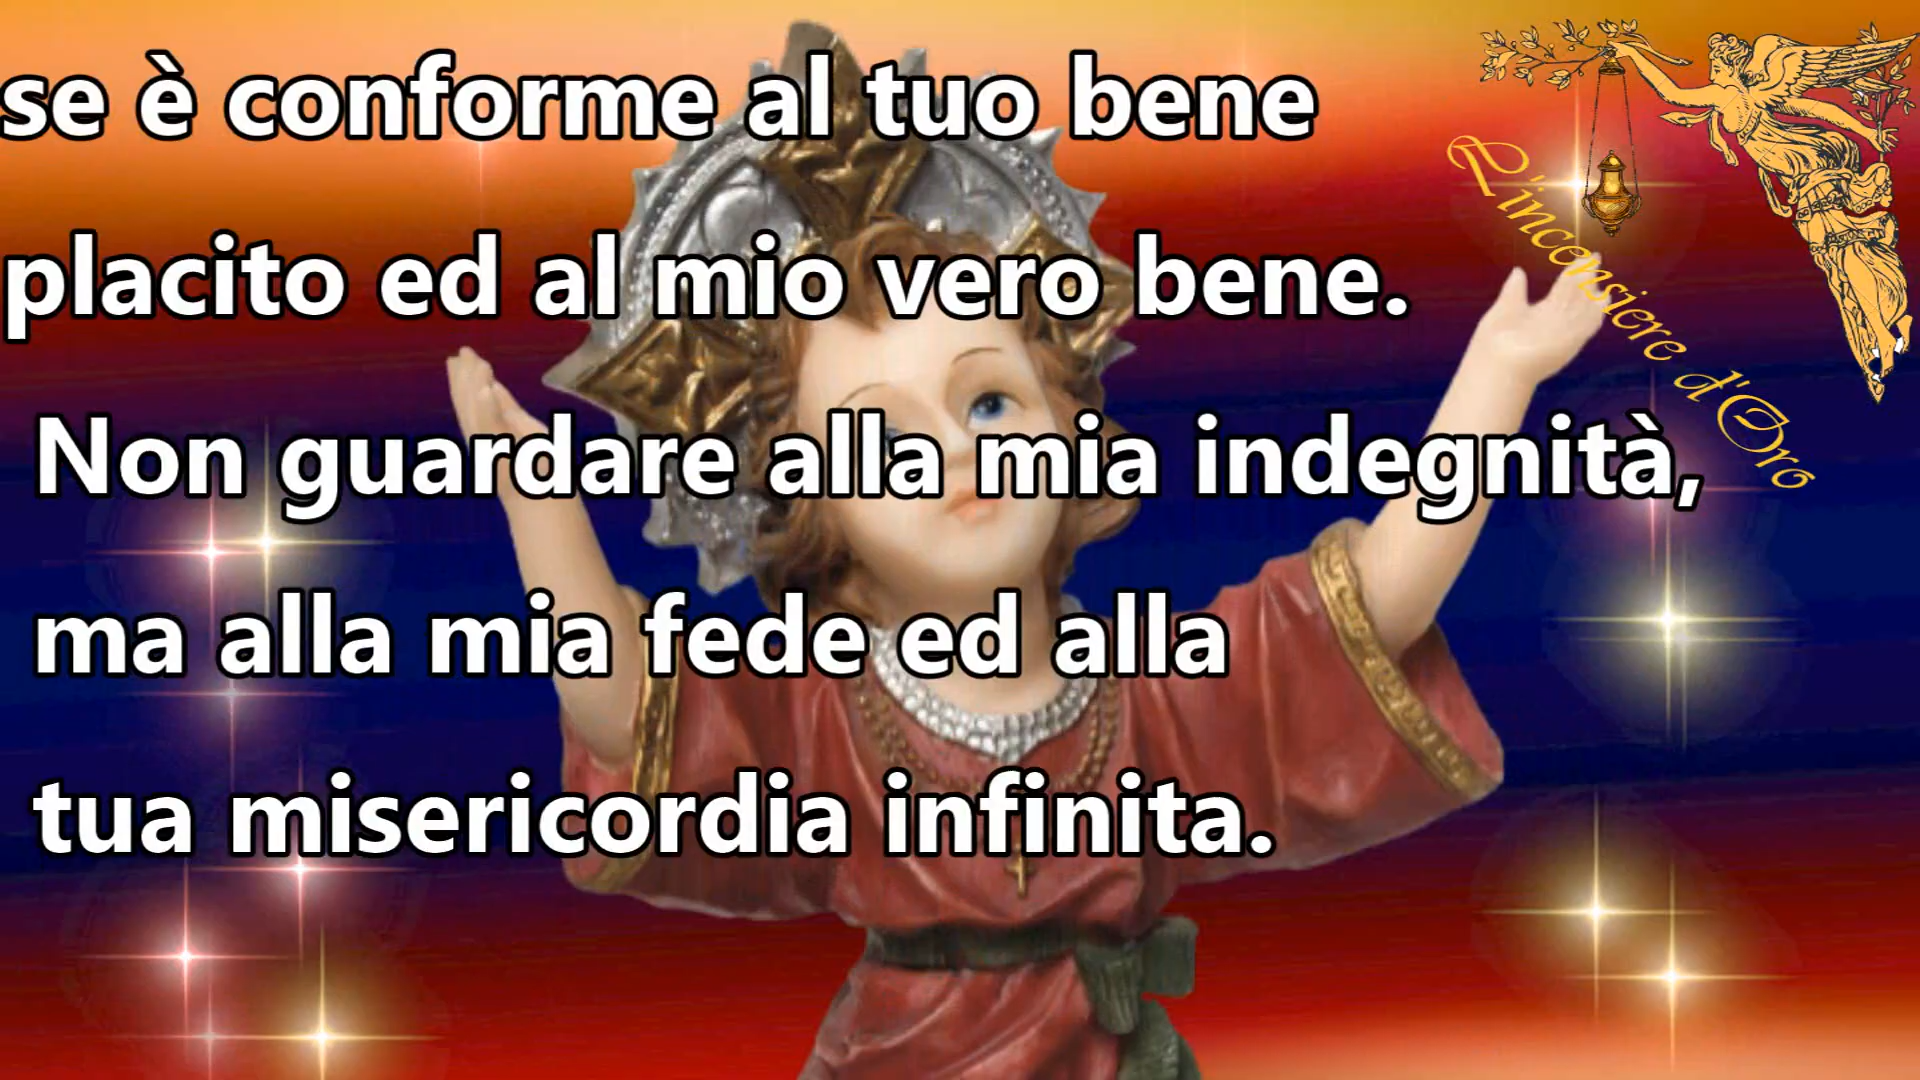 se è conforme al tuo bene
placito ed al mio vero bene.
Non guardare alla mia indegnità,
ma alla mia fede ed alla
tua misericordia infinita.
L'incensiere d'Oro